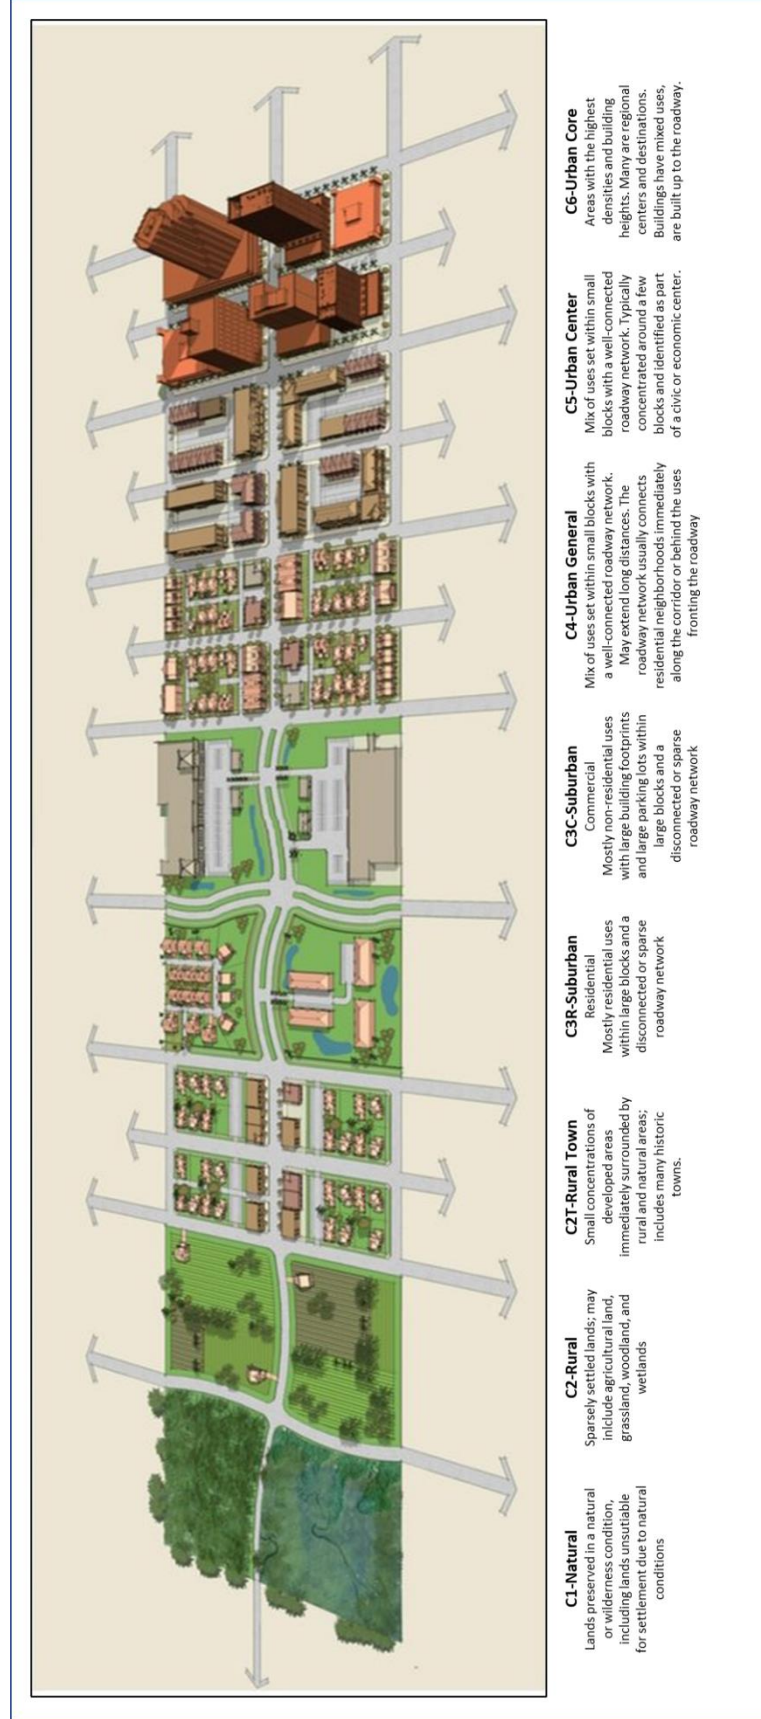 C1-Natural
Lands preserved in a natural
or wilderness condition,
including lands unsutiable
for settlement due to natural
conditions
C2-Rural
Sparsely settled lands; may
inlclude agricultural land,
grassland, woodland, and
wetlands
C2T-Rural Town
Small concentrations of
developed areas
immediately surrounded by
rural and natural areas;
includes many historic
towns.
C3R-Suburban
Residential
Mostly residential uses
within large blocks and a
disconnected or sparse
roadway network
C3C-Suburban
Commercial
Mostly non-residential uses
with large building footprints
and large parking lots within
large blocks and a
disconnected or sparse
roadway network
C4-Urban General
Mix of uses set within small blocks with
a well-connected roadway network.
May extend long distances. The
roadway network usually connects
residential neighborhoods immediately
along the corridor or behind the uses
fronting the roadway
C5-Urban Center
Mix of uses set within small
blocks with a well-connected
roadway network. Typically
concentrated around a few
blocks and identified as part
of a civic or economic center.
C6-Urban Core
Areas with the highest
densities and building
heights. Many are regional
centers and destinations.
Buildings have mixed uses,
are built up to the roadway.